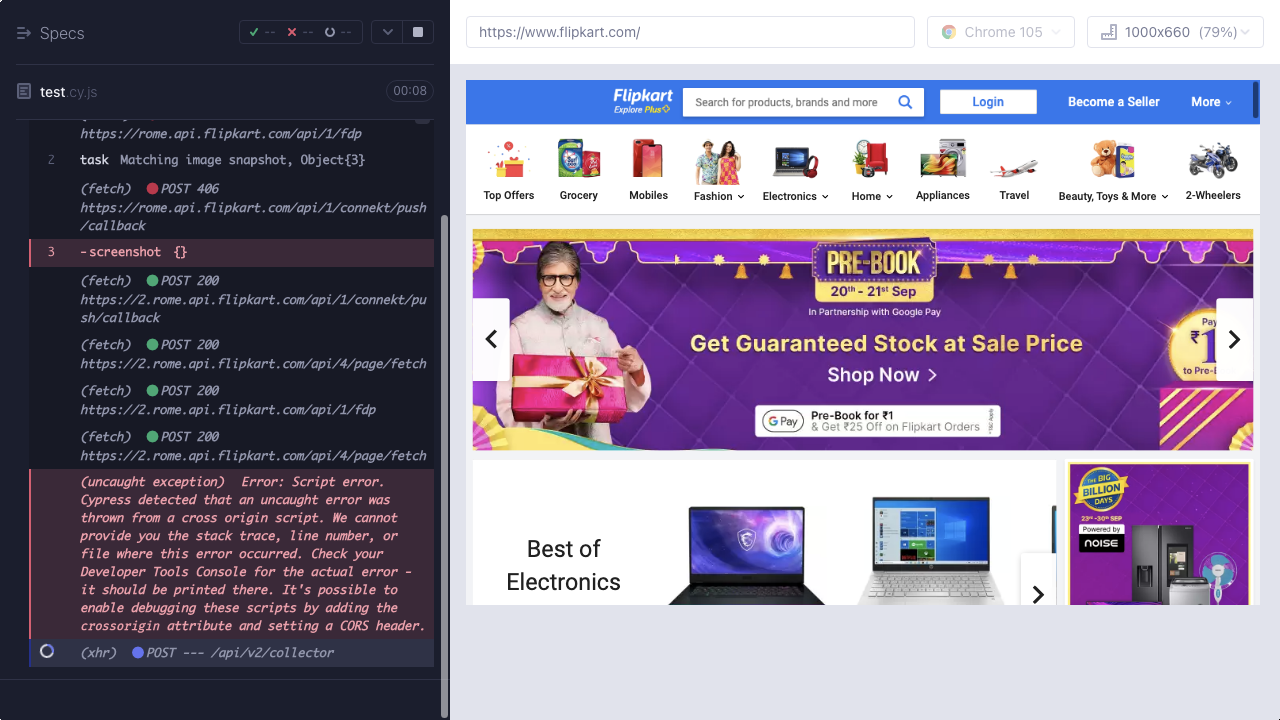 Specs
-- -- --
test.cy.js 00:08
https://rome.api.flipkart.com/api/1/fdp
2 task Matching image snapshot, Object{3}
(fetch) POST 406
https://rome.api.flipkart.com/api/1/connekt/push
/callback
3 -screenshot {}
(fetch) POST 200
https://2.rome.api.flipkart.com/api/1/connekt/pu
sh/callback
(fetch) POST 200
https://2.rome.api.flipkart.com/api/4/page/fetch
(fetch) POST 200
https://2.rome.api.flipkart.com/api/1/fdp
(fetch) POST 200
https://2.rome.api.flipkart.com/api/4/page/fetch
(uncaught exception) Error: Script error.
Cypress detected that an uncaught error was
thrown from a cross origin script. We cannot
provide you the stack trace, line number, or
file where this error occurred. Check your
Developer Tools Console for the actual error -
it should be printed there. It's possible to
enable debugging these scripts by adding the
crossorigin attribute and setting a CORS header.
(xhr) POST --- /api/v2/collector
https://www.flipkart.com/
Chrome 105
1000x660 (79%)
Flipkart
Explore Plus
Search for products, brands and more
Login
Become a Seller
More
Top Offers
Grocery
Mobiles
Fashion
Electronics
Home
Appliances
Travel
Beauty, Toys & More
2-Wheelers
PRE-BOOK
20th - 21st Sep
In Partnership with Google Pay
Get Guaranteed Stock at Sale Price
Shop Now >
G Pay
Pre-Book for ₹1
& Get ₹25 Off on Flipkart Orders
*T&C Apply
Pay
₹1
to Pre-
Best of
Electronics
THE BIG
BILLION
DAYS
23rd -30th SEP
Powered by
NOISE